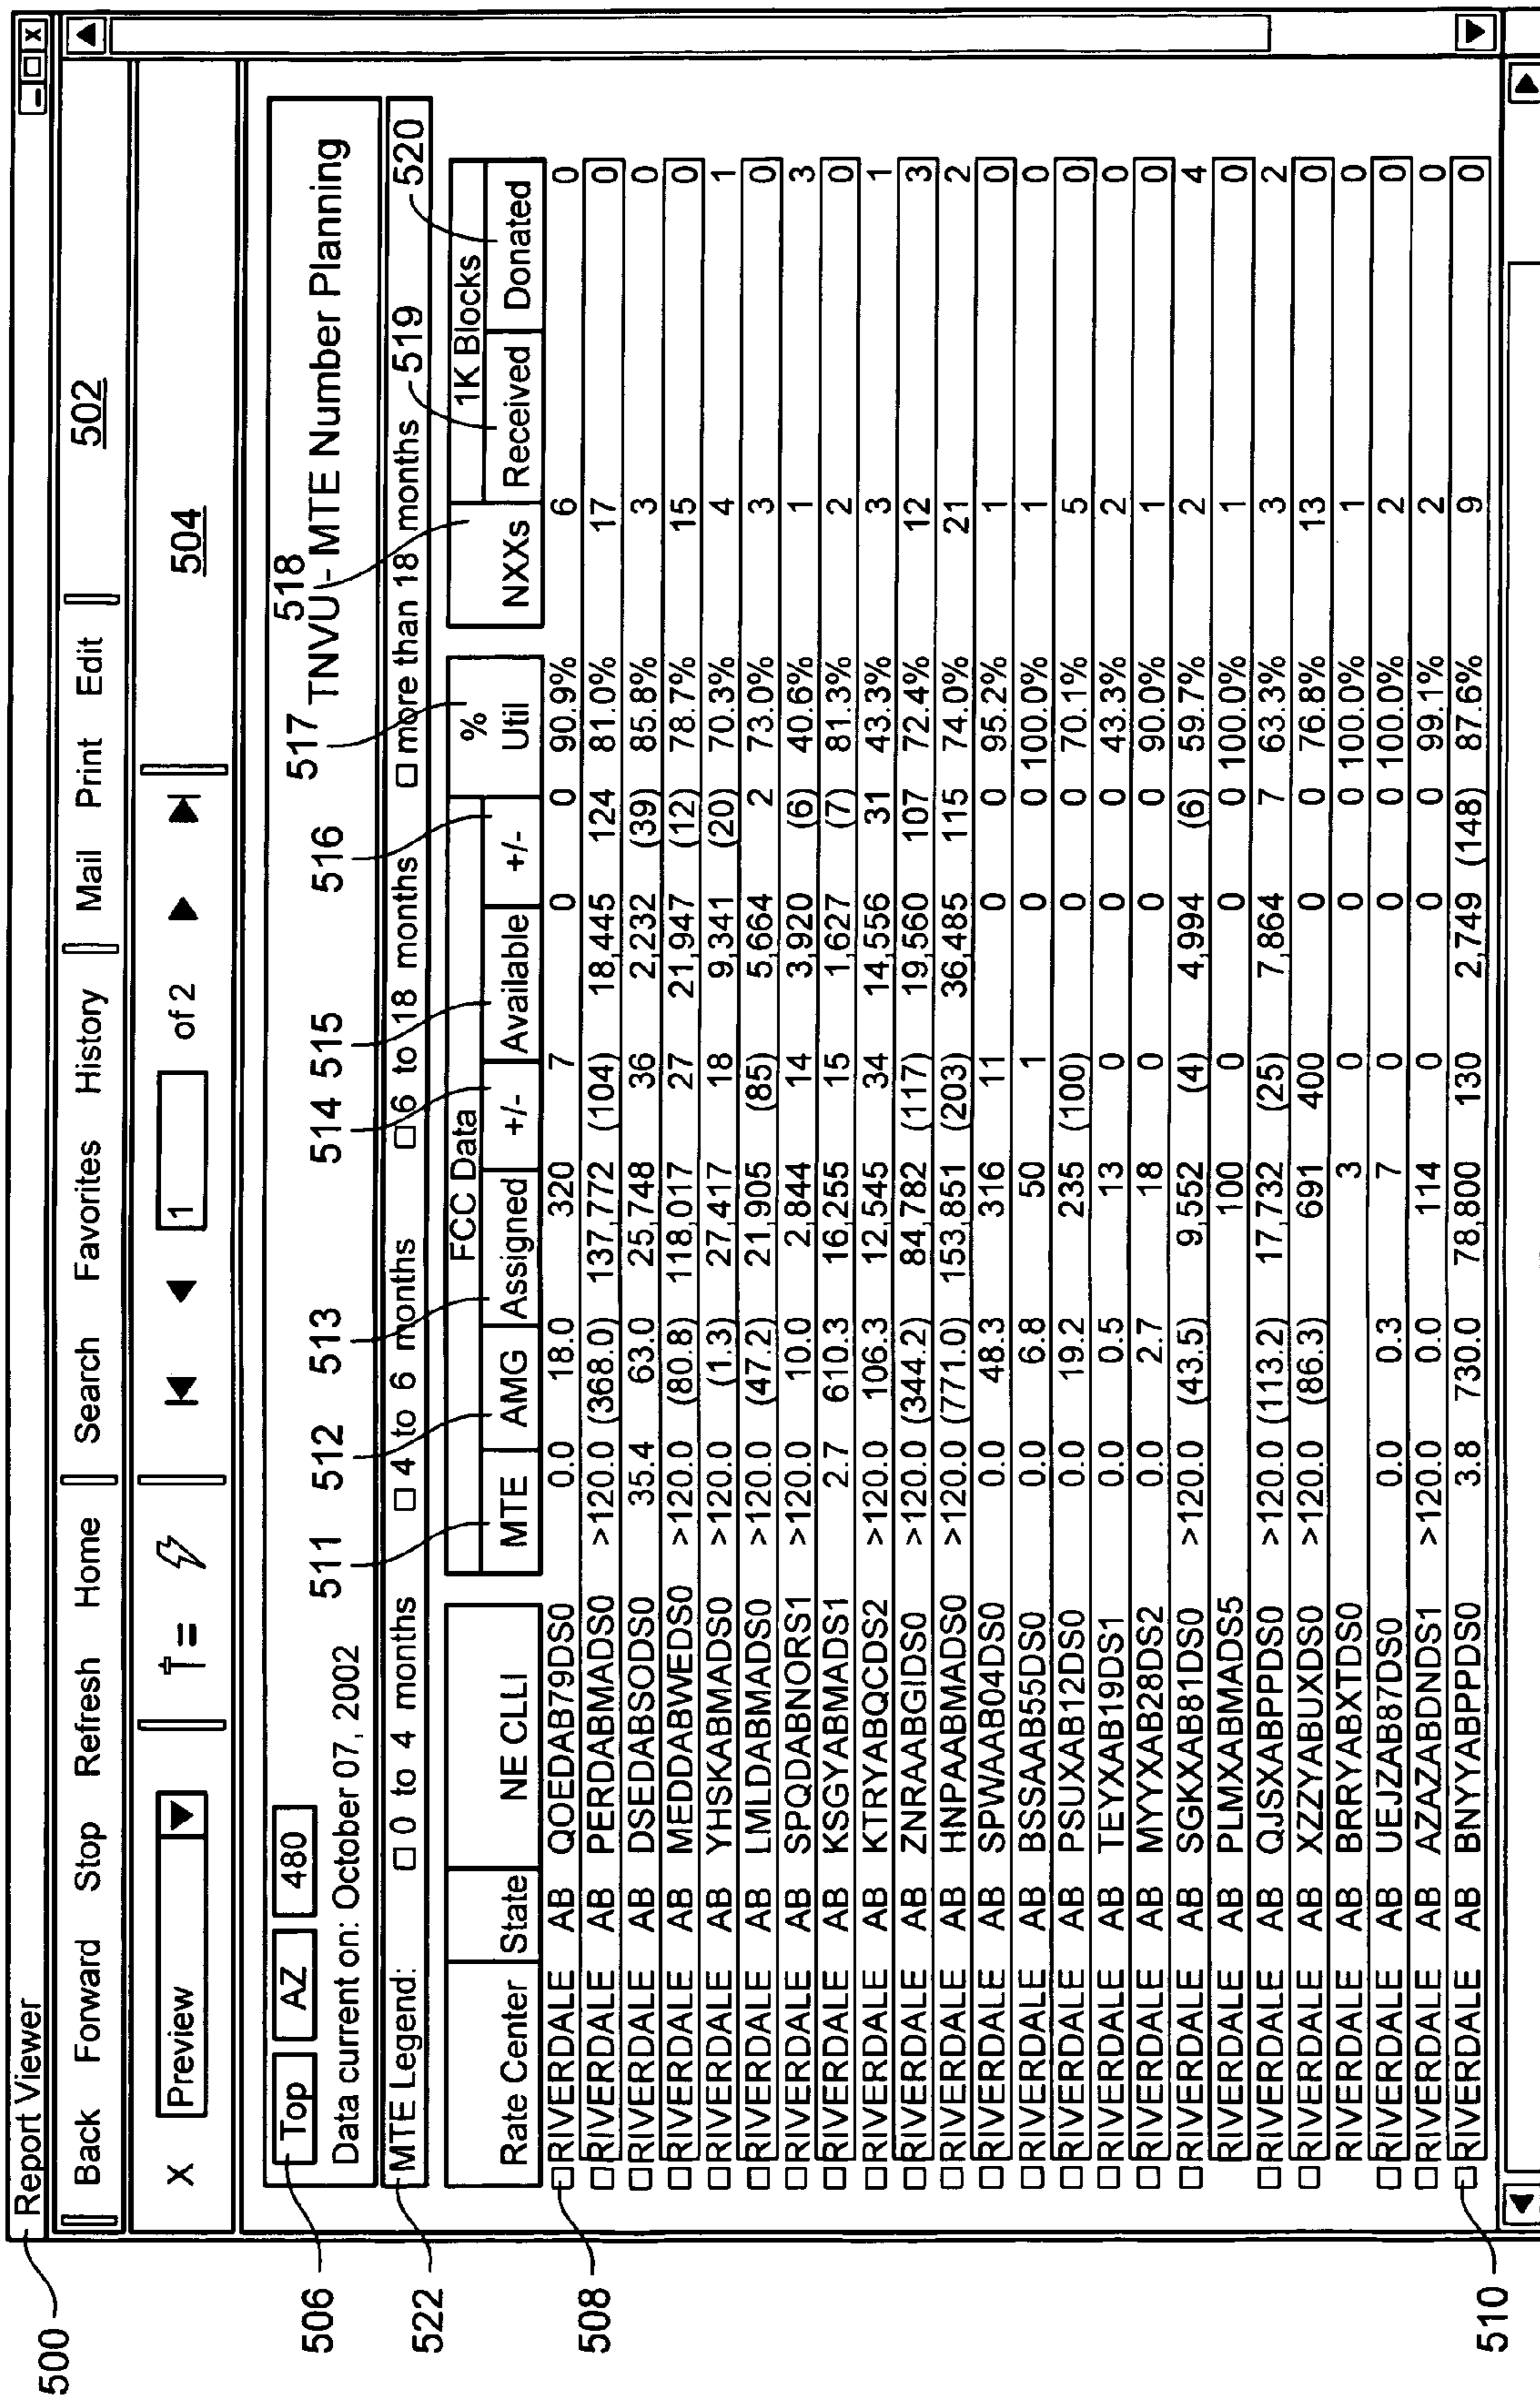 500
Report Viewer
Back Forward Stop Refresh Home Search Favorites History Mail Print Edit 502
X Preview 1 of 2 504
506 Top AZ 480
517 518 TNVU - MTE Number Planning
Data current on: October 07, 2002 511 512 513 514 515 516
522 MTE Legend: 0 to 4 months 4 to 6 months 6 to 18 months more than 18 months 519 520
FCC Data % 1K Blocks
Rate Center State NE CLLI MTE AMG Assigned +/- Available +/- Util NXXs Received Donated
508 RIVERDALE AB QOEDAB79DS0 0.0 18.0 320 7 0 0 90.9% 6 0
RIVERDALE AB PERDABMADS0 >120.0 (368.0) 137,772 (104) 18,445 124 81.0% 17 0
RIVERDALE AB DSEDABSODS0 35.4 63.0 25,748 36 2,232 (39) 85.8% 3 0
RIVERDALE AB MEDDABWEDS0 >120.0 (80.8) 118,017 27 21,947 (12) 78.7% 15 0
RIVERDALE AB YHSKABMADS0 >120.0 (1.3) 27,417 18 9,341 (20) 70.3% 4 1
RIVERDALE AB LMLDABMADS0 >120.0 (47.2) 21,905 (85) 5,664 2 73.0% 3 0
RIVERDALE AB SPQDABNORS1 >120.0 10.0 2,844 14 3,920 (6) 40.6% 1 3
RIVERDALE AB KSGYABMADS1 2.7 610.3 16,255 15 1,627 (7) 81.3% 2 0
RIVERDALE AB KTRYABQCDS2 >120.0 106.3 12,545 34 14,556 31 43.3% 3 1
RIVERDALE AB ZNRAABGIDS0 >120.0 (344.2) 84,782 (117) 19,560 107 72.4% 12 3
RIVERDALE AB HNPAABMADS0 >120.0 (771.0) 153,851 (203) 36,485 115 74.0% 21 2
RIVERDALE AB SPWAAB04DS0 0.0 48.3 316 11 0 0 95.2% 1 0
RIVERDALE AB BSSAAB55DS0 0.0 6.8 50 1 0 0 100.0% 1 0
RIVERDALE AB PSUXAB12DS0 0.0 19.2 235 (100) 0 0 70.1% 5 0
RIVERDALE AB TEYXAB19DS1 0.0 0.5 13 0 0 0 43.3% 2 0
RIVERDALE AB MYYXAB28DS2 0.0 2.7 18 0 0 0 90.0% 1 0
RIVERDALE AB SGKXAB81DS0 >120.0 (43.5) 9,552 (4) 4,994 (6) 59.7% 2 4
RIVERDALE AB PLMXABMADS5 100 0 0 0 100.0% 1 0
RIVERDALE AB QJSXABPPDS0 >120.0 (113.2) 17,732 (25) 7,864 7 63.3% 3 2
RIVERDALE AB XZZYABUXDS0 >120.0 (86.3) 691 400 0 0 76.8% 13 0
RIVERDALE AB BRRYABXTDS0 3 0 0 0 100.0% 1 0
RIVERDALE AB UEJZAB87DS0 0.0 0.3 7 0 0 0 100.0% 2 0
RIVERDALE AB AZAZABDNDS1 >120.0 0.0 114 0 0 0 99.1% 2 0
510 RIVERDALE AB BNYYABPPDS0 3.8 730.0 78,800 130 2,749 (148) 87.6% 9 0